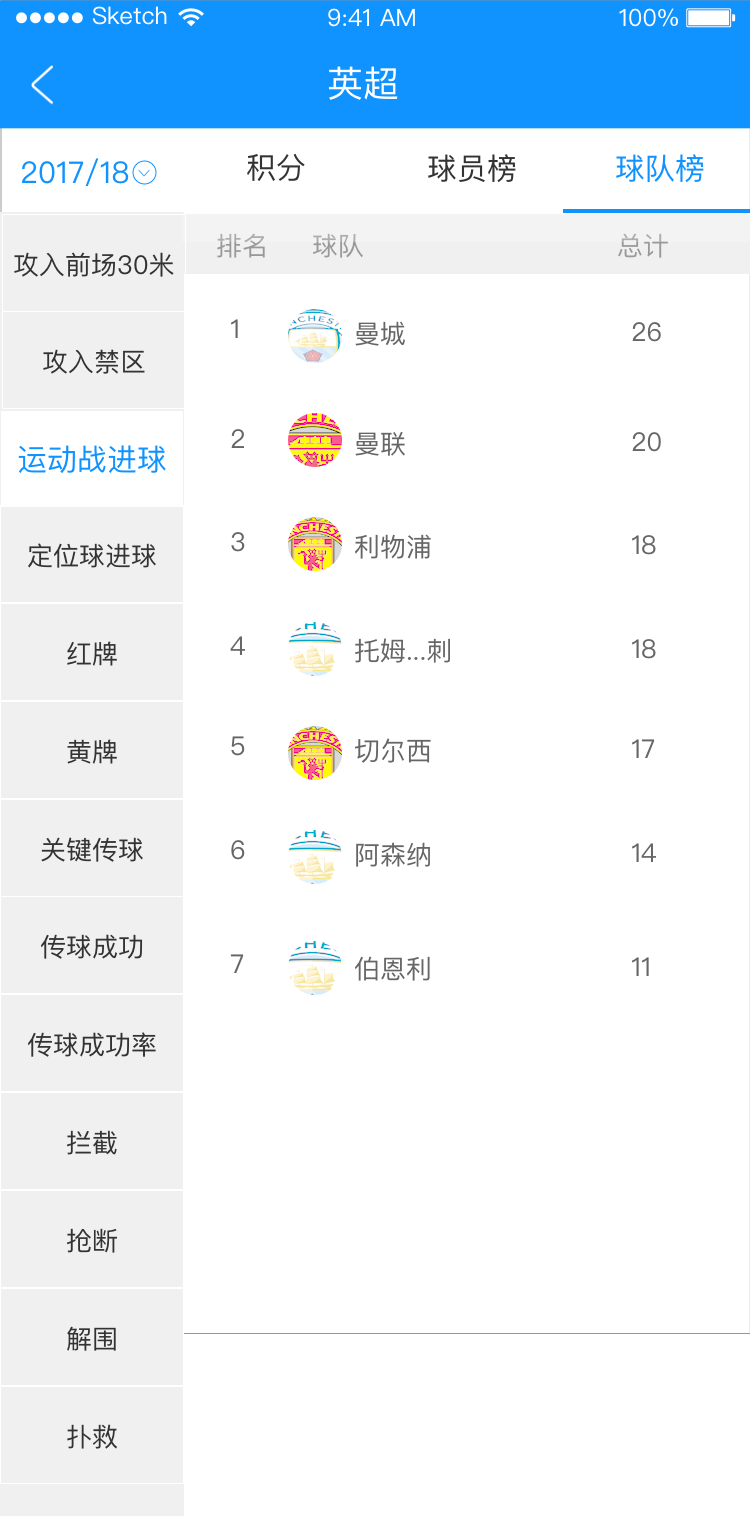 Sketch 9:41 AM 100%
英超
2017/18 积分 球员榜 球队榜
排名 球队 总计
攻入前场30米
攻入禁区
运动战进球
定位球进球
红牌
黄牌
关键传球
传球成功
传球成功率
拦截
抢断
解围
扑救
1 曼城 26
2 曼联 20
3 利物浦 18
4 托姆...刺 18
5 切尔西 17
6 阿森纳 14
7 伯恩利 11